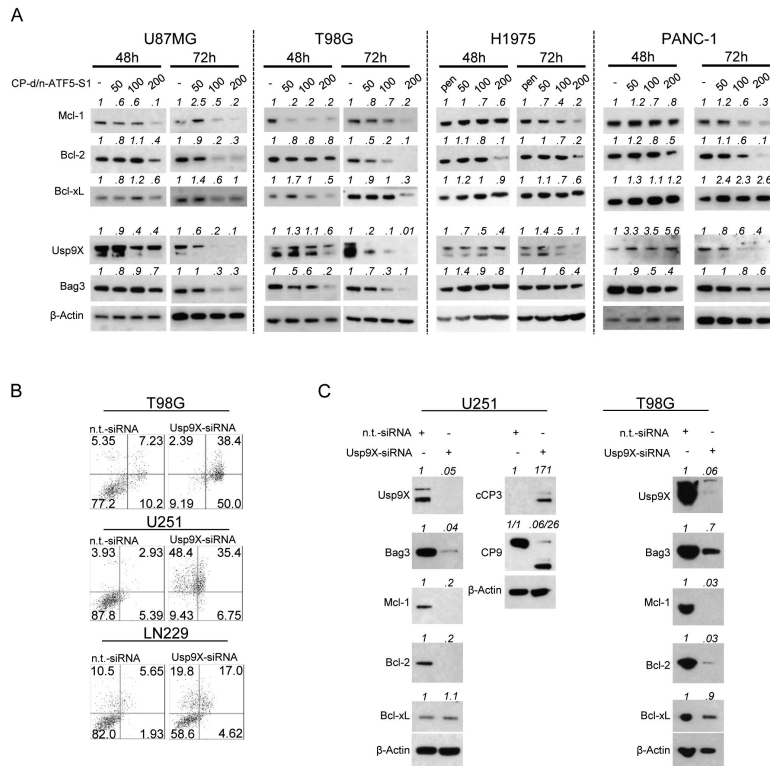 A
U87MG T98G H1975 PANC-1
48h 72h 48h 72h 48h 72h 48h 72h
CP-d/n-ATF5-S1 - 50 100 200 - 50 100 200 - 50 100 200 - 50 100 200 pen 50 100 200 pen 50 100 200 - 50 100 200 - 50 100 200
1 .6 .6 .1 1 2.5 .5 .2 1 .2 .2 .2 1 .8 .7 .2 1 1 .7 .6 1 .7 .4 .2 1 1.2 .7 .8 1 1.2 .6 .3
Mcl-1
1 .8 1.1 .4 1 .9 .2 .3 1 .8 .8 .8 1 .5 .2 .1 1 1.1 .8 .1 1 1 .7 .2 1 1.2 .8 .5 1 1.1 .6 .1
Bcl-2
1 .8 1.2 .6 1 1.4 .6 1 1 1.7 1 .5 1 .9 1 .3 1 1.2 1 .9 1 1.1 .7 .6 1 1.3 1.1 1.2 1 2.4 2.3 2.6
Bcl-xL
1 .9 .4 .4 1 .6 .2 .1 1 1.3 1.1 .6 1 .2 .1 .01 1 .7 .5 .4 1 1.4 .5 .1 1 3.3 3.5 5.6 1 .8 .6 .2
Usp9X
1 .8 .9 .7 1 1 .3 .3 1 .5 .6 .2 1 .7 .3 .1 1 1.4 .9 .8 1 1 .6 .4 1 .9 .5 .4 1 1 .8 .6
Bag3
β-Actin
B
T98G
n.t.-siRNA Usp9X-siRNA
5.35 7.23 2.39 38.4
77.2 10.2 9.19 50.0
U251
n.t.-siRNA Usp9X-siRNA
3.93 2.93 48.4 35.4
87.8 5.39 9.43 6.75
LN229
n.t.-siRNA Usp9X-siRNA
10.5 5.65 19.8 17.0
82.0 1.93 58.6 4.62
C
U251
n.t.-siRNA + - + -
Usp9X-siRNA - + - +
1 .05 1 171
Usp9X cCP3
1 .04 1/1 .06/26
Bag3 CP9
1 .2
Mcl-1 β-Actin
1 .2
Bcl-2
1 1.1
Bcl-xL
β-Actin
T98G
n.t.-siRNA + -
Usp9X-siRNA - +
1 .06
Usp9X
1 .7
Bag3
1 .03
Mcl-1
1 .03
Bcl-2
1 .9
Bcl-xL
β-Actin